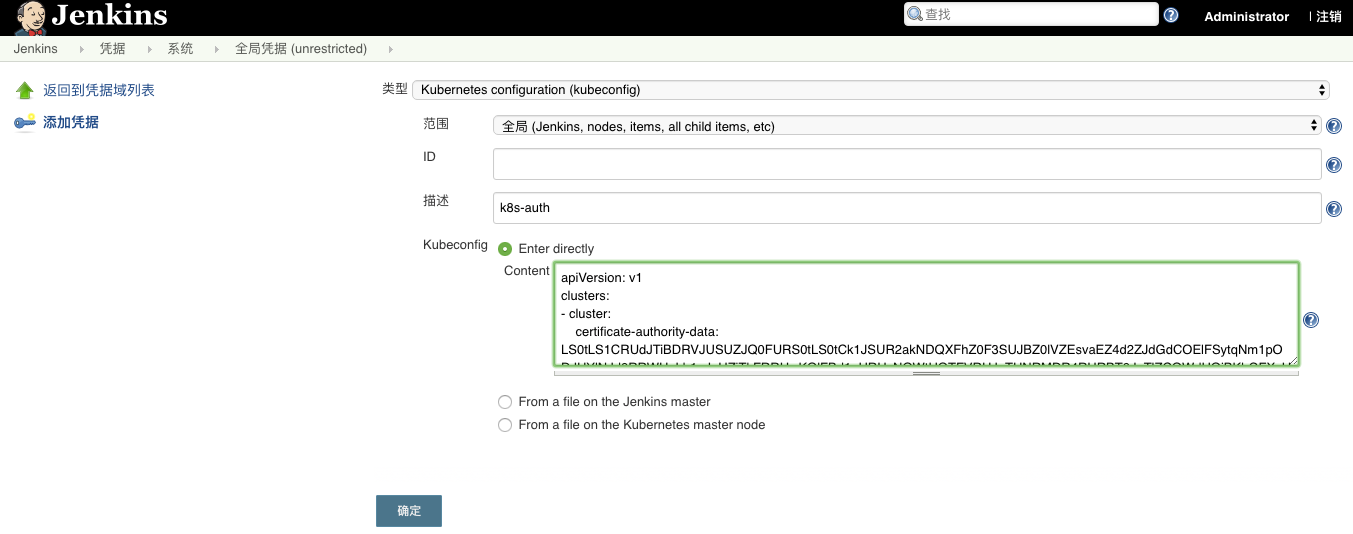 Jenkins
查找
Administrator
注销
Jenkins
凭据
系统
全局凭据 (unrestricted)
返回到凭据域列表
添加凭据
类型
Kubernetes configuration (kubeconfig)
范围
全局 (Jenkins, nodes, items, all child items, etc)
ID
描述
k8s-auth
Kubeconfig
Enter directly
Content
apiVersion: v1
clusters:
- cluster:
certificate-authority-data:
From a file on the Jenkins master
From a file on the Kubernetes master node
确定